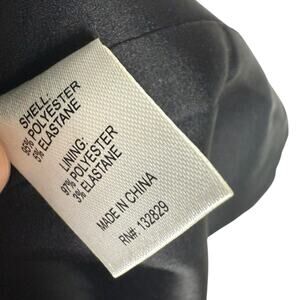 SHELL:
95% POLYESTER
5% ELASTANE
LINING:
97% POLYESTER
3% ELASTANE
MADE IN CHINA
RN#: 132829